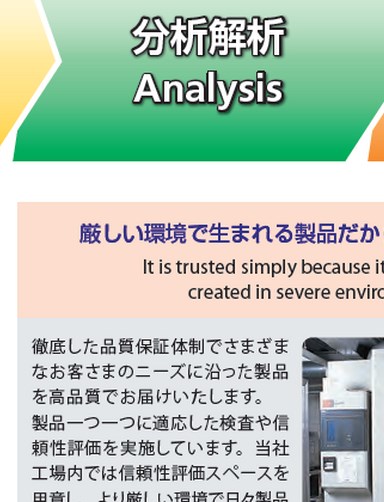 分析解析
Analysis
厳しい環境で生まれる製品だか
It is trusted simply because it
created in severe enviro
徹底した品質保証体制でさまざま
なお客さまのニーズに沿った製品
を高品質でお届けいたします。
製品一つ一つに適応した検査や信
頼性評価を実施しています。当社
工場内では信頼性評価スペースを
用意し、より厳しい環境で日々製品